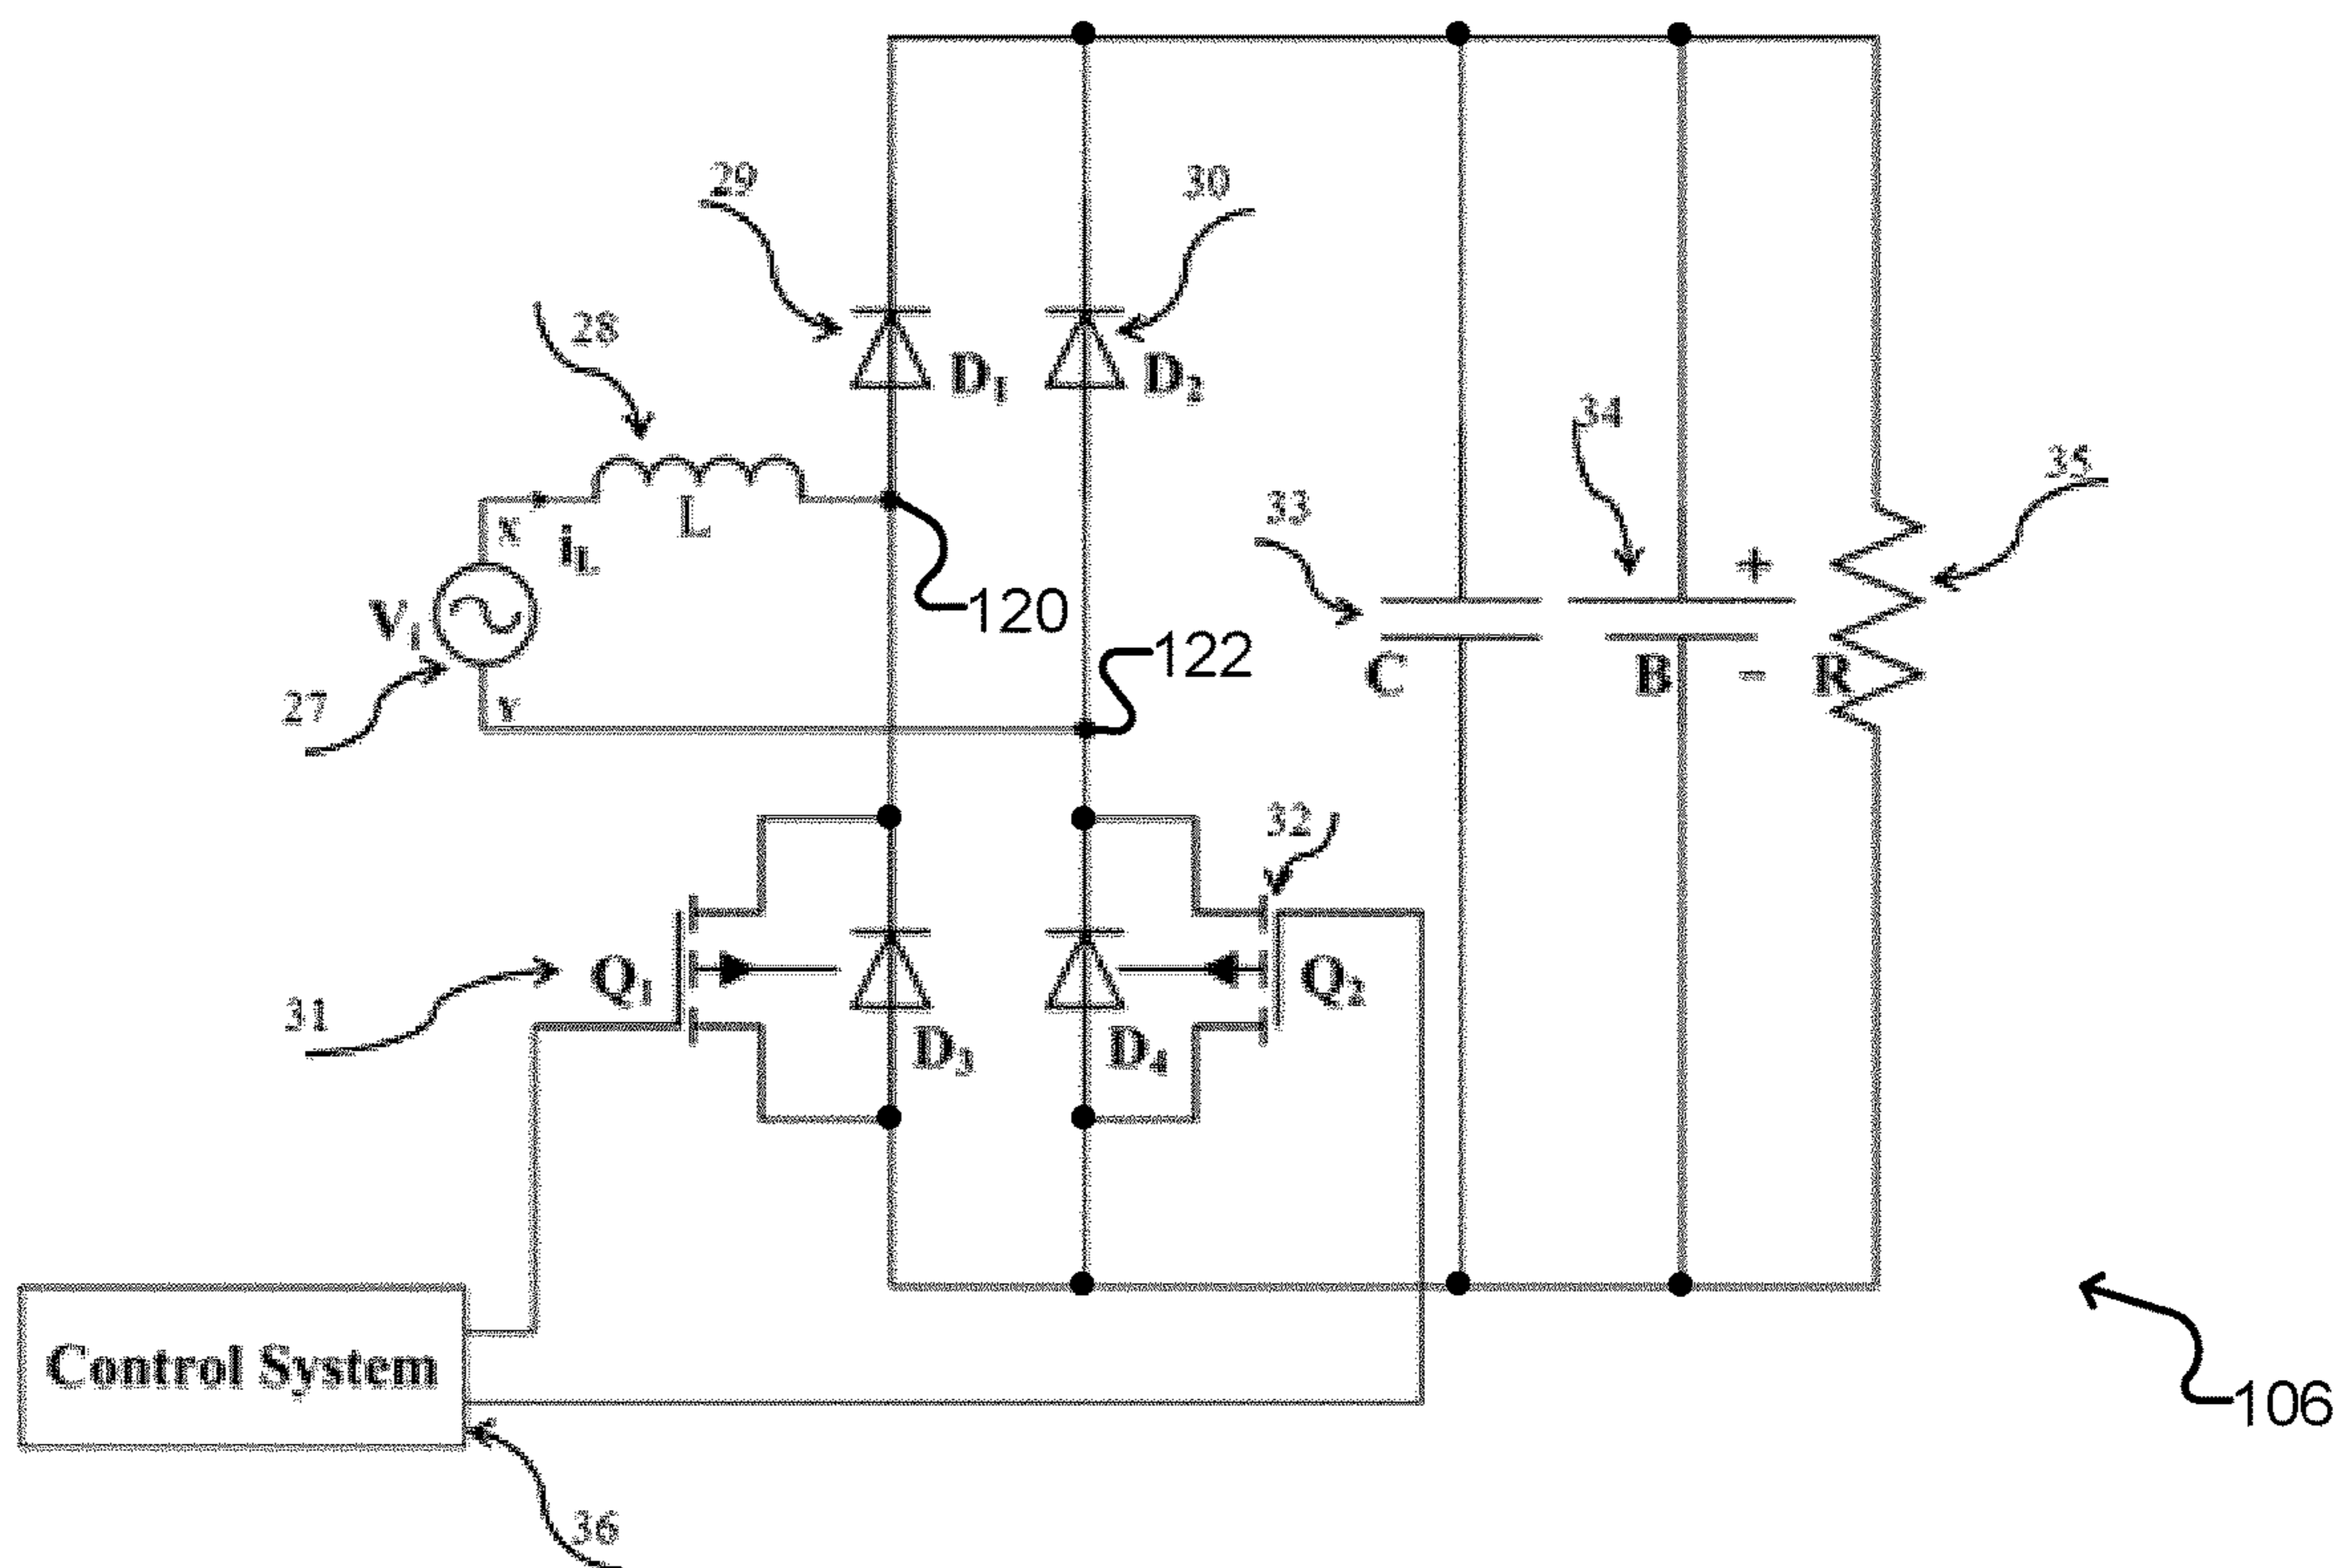 29
30
28
D1
D2
34
35
33
X
iL
L
120
V1
122
27
Y
C
B
+
-
R
32
31
Q1
Q2
D3
D4
Control System
106
36